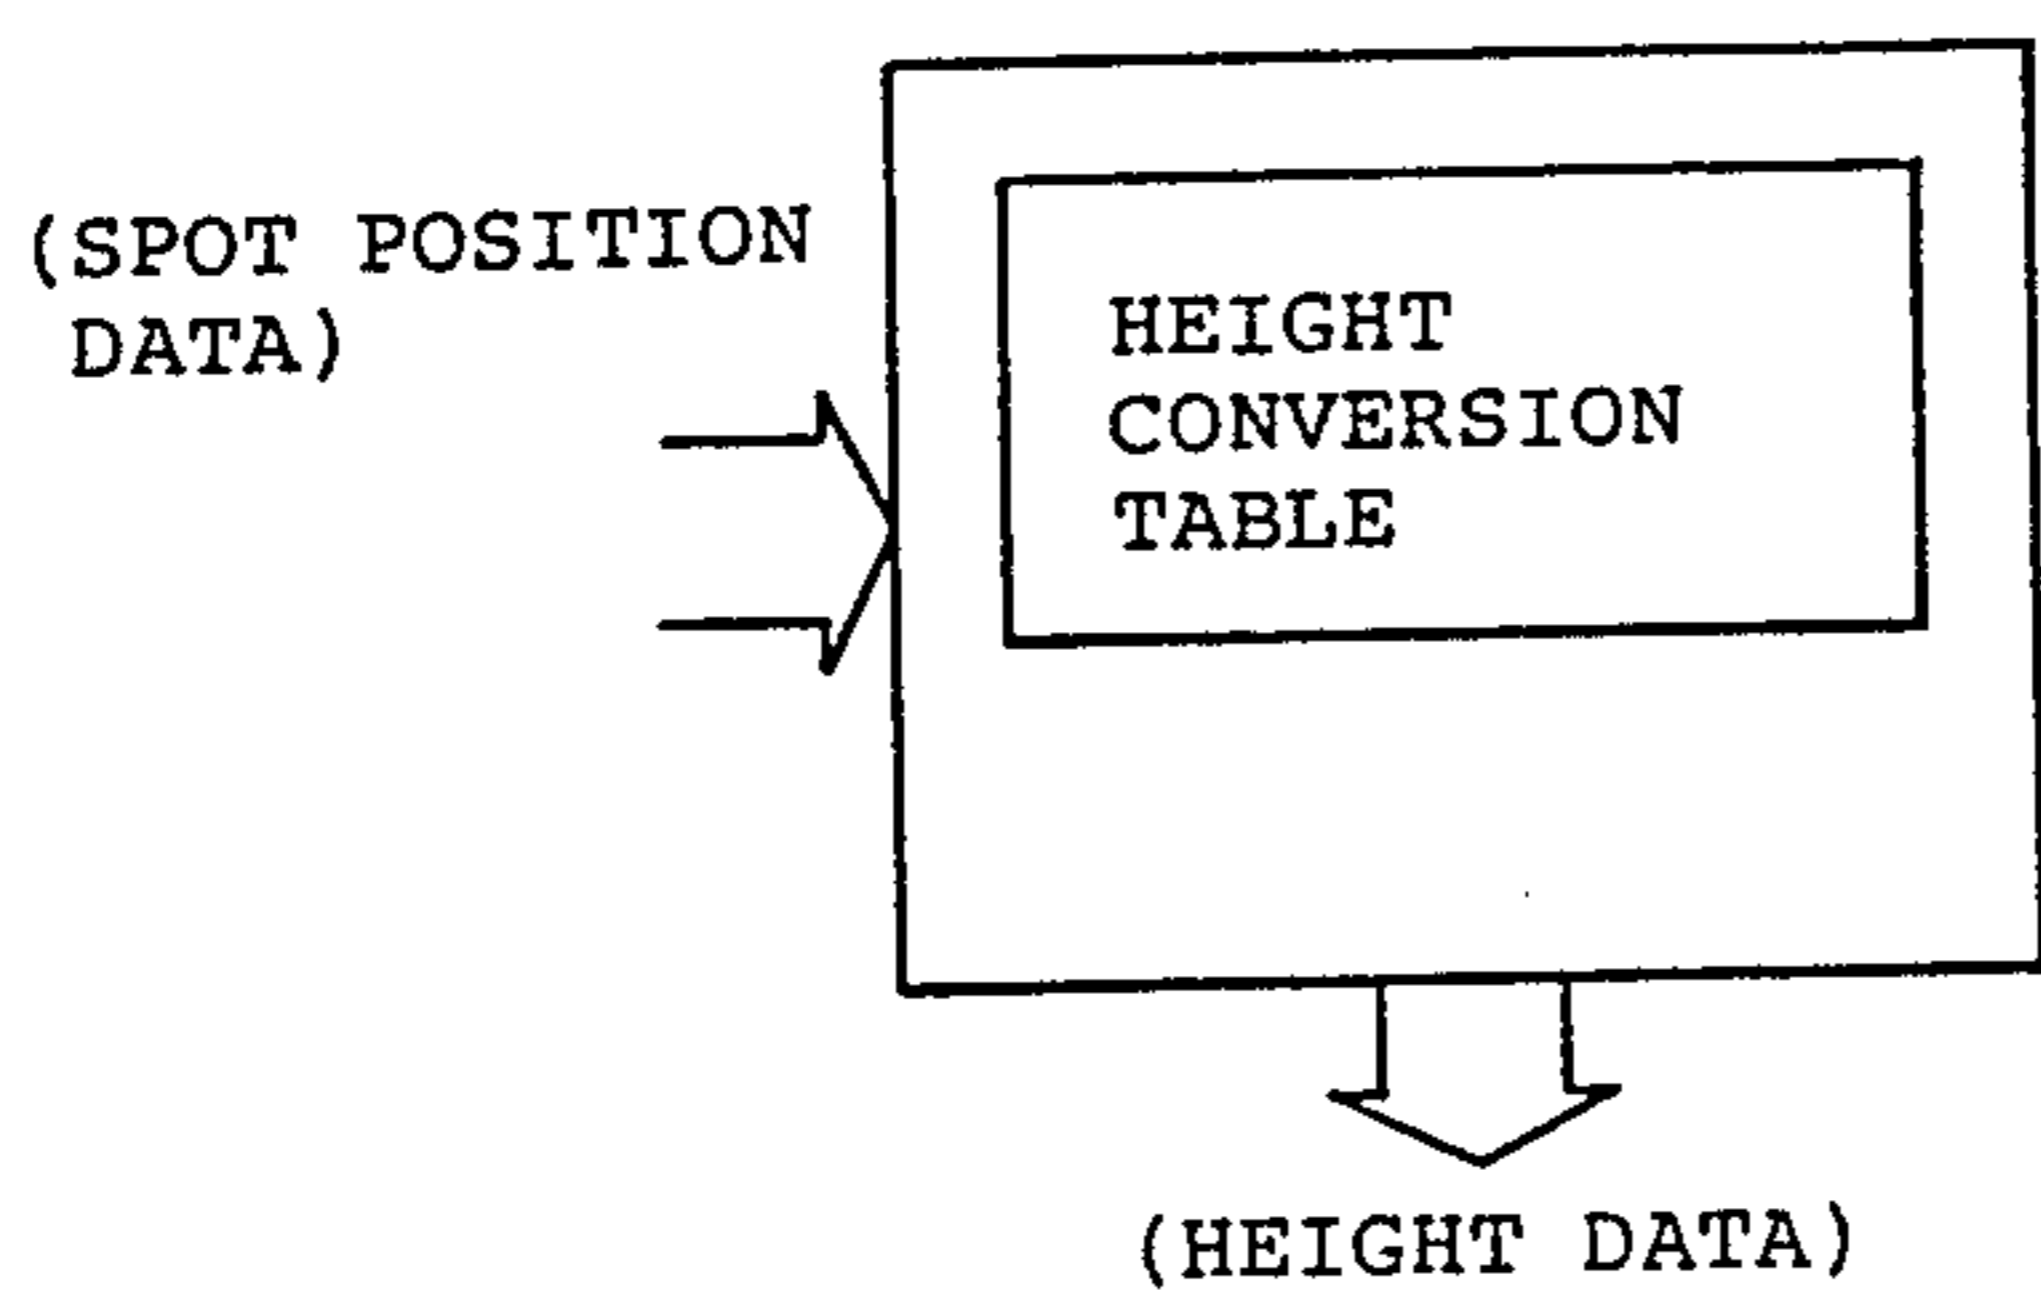 (SPOT POSITION
DATA)
HEIGHT
CONVERSION
TABLE
(HEIGHT DATA)